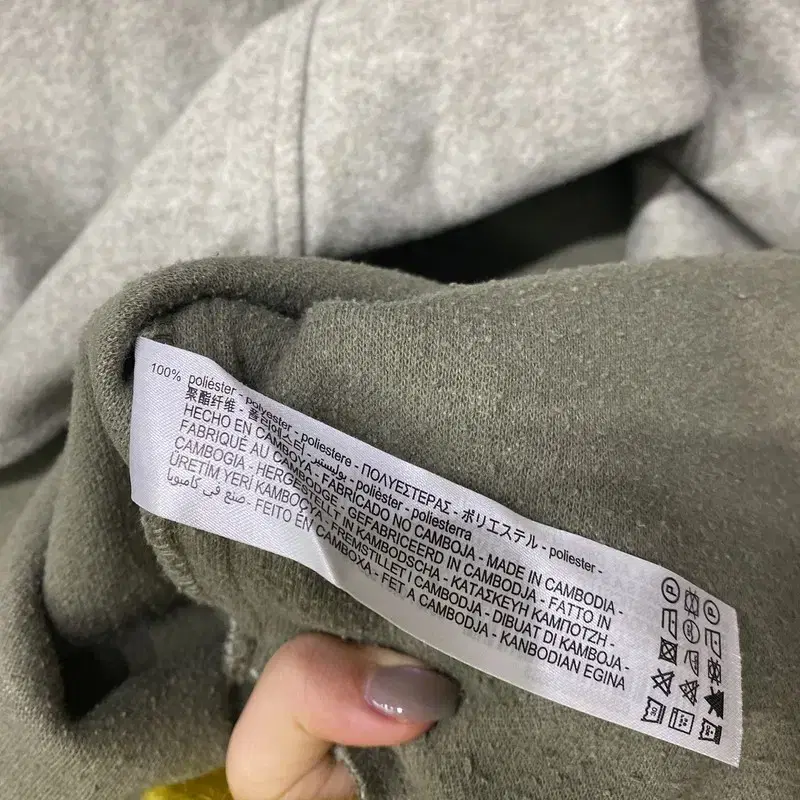 100% poliéster - polyester - poliestere - ΠΟΛΥΕΣΤΕΡΑΣ - ポリエステル - poliester -
聚酯纤维 - 폴리에스터 - بوليستير - polièster - poliesterra
HECHO EN CAMBOYA - FABRICADO NO CAMBOJA - MADE IN CAMBODIA -
FABRIQUÉ AU CAMBODGE - GEFABRICEERD IN CAMBODJA - FATTO IN
CAMBOGIA - HERGESTELLT IN KAMBODSCHA - ΚΑΤΑΣΚΕΥΗ ΚΑΜΠΟΤΖΗ -
ÜRETİM YERİ KAMBOÇYA - FREMSTILLET I CAMBODJA - DIBUAT DI KAMBOJA -
صنع في كامبوديا - FEITO EN CAMBOXA - FET A CAMBODJA - KANBODIAN EGINA